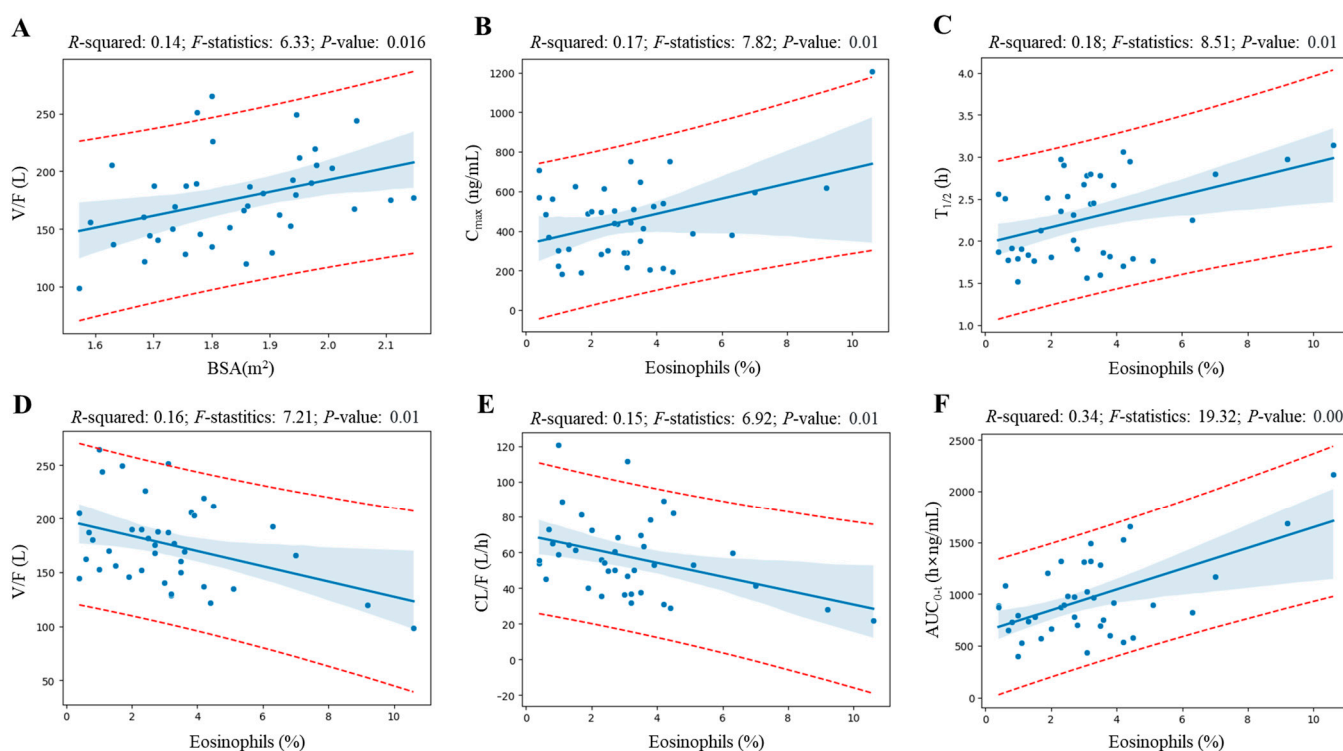 A
R-squared: 0.14; F-statistics: 6.33; P-value: 0.016
V/F (L)
250
200
150
100
1.6 1.7 1.8 1.9 2.0 2.1
BSA(m²)
B
R-squared: 0.17; F-statistics: 7.82; P-value: 0.01
Cmax (ng/mL)
1200
1000
800
600
400
200
0
0 2 4 6 8 10
Eosinophils (%)
C
R-squared: 0.18; F-statistics: 8.51; P-value: 0.01
T1/2 (h)
4.0
3.5
3.0
2.5
2.0
1.5
1.0
0 2 4 6 8 10
Eosinophils (%)
D
R-squared: 0.16; F-stastitics: 7.21; P-value: 0.01
V/F (L)
250
200
150
100
50
0 2 4 6 8 10
Eosinophils (%)
E
R-squared: 0.15; F-statistics: 6.92; P-value: 0.01
CL/F (L/h)
120
100
80
60
40
20
0
−20
0 2 4 6 8 10
Eosinophils (%)
F
R-squared: 0.34; F-statistics: 19.32; P-value: 0.00
AUC0-t (h×ng/mL)
2500
2000
1500
1000
500
0
0 2 4 6 8 10
Eosinophils (%)